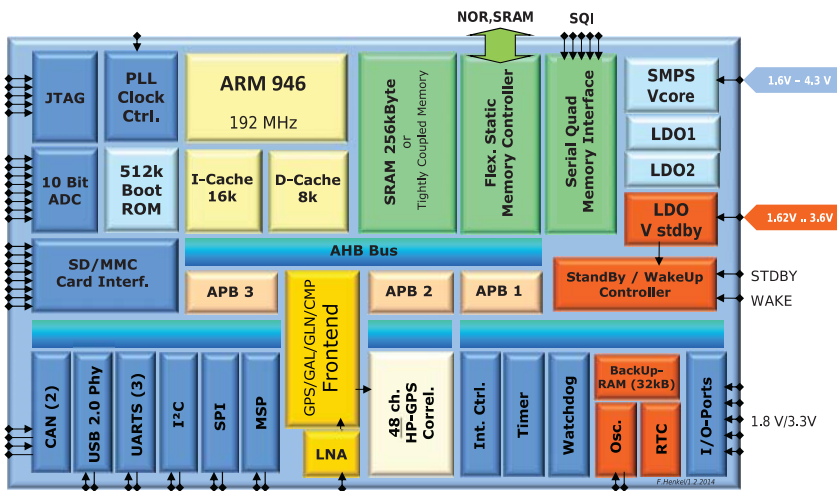 NOR,SRAM
SQI
JTAG
PLL
Clock
Ctrl.
ARM 946
192 MHz
SRAM 256kByte
or
Tightly Coupled Memory
Flex. Static
Memory Controller
Serial Quad
Memory Interface
SMPS
Vcore
1.6V – 4.3 V
LDO1
LDO2
10 Bit
ADC
512k
Boot
ROM
I-Cache
16k
D-Cache
8k
LDO
V stdby
1.62V .. 3.6V
SD/MMC
Card Interf.
AHB Bus
StandBy / WakeUp
Controller
STDBY
WAKE
APB 3
GPS/GAL/GLN/CMP
Frontend
APB 2
APB 1
CAN (2)
USB 2.0 Phy
UARTS (3)
I²C
SPI
MSP
LNA
48 ch.
HP-GPS
Correl.
Int. Ctrl.
Timer
Watchdog
BackUp-
RAM (32kB)
Osc.
RTC
I/O-Ports
1.8 V/3.3V
F.Henkel/1.2.2014